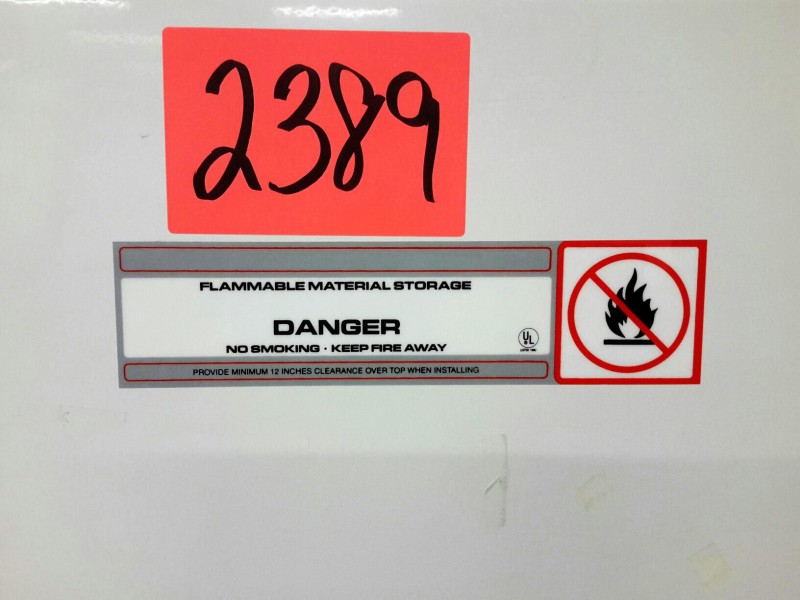 2389
FLAMMABLE MATERIAL STORAGE
DANGER
NO SMOKING · KEEP FIRE AWAY
UL
PROVIDE MINIMUM 12 INCHES CLEARANCE OVER TOP WHEN INSTALLING